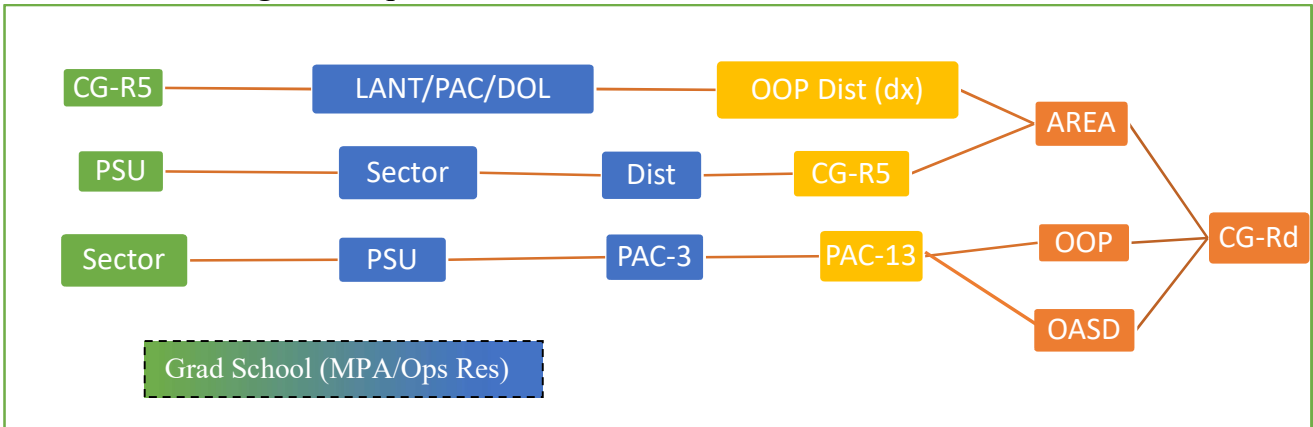 CG-R5
LANT/PAC/DOL
OOP Dist (dx)
AREA
PSU
Sector
Dist
CG-R5
Sector
PSU
PAC-3
PAC-13
OOP
CG-Rd
OASD
Grad School (MPA/Ops Res)